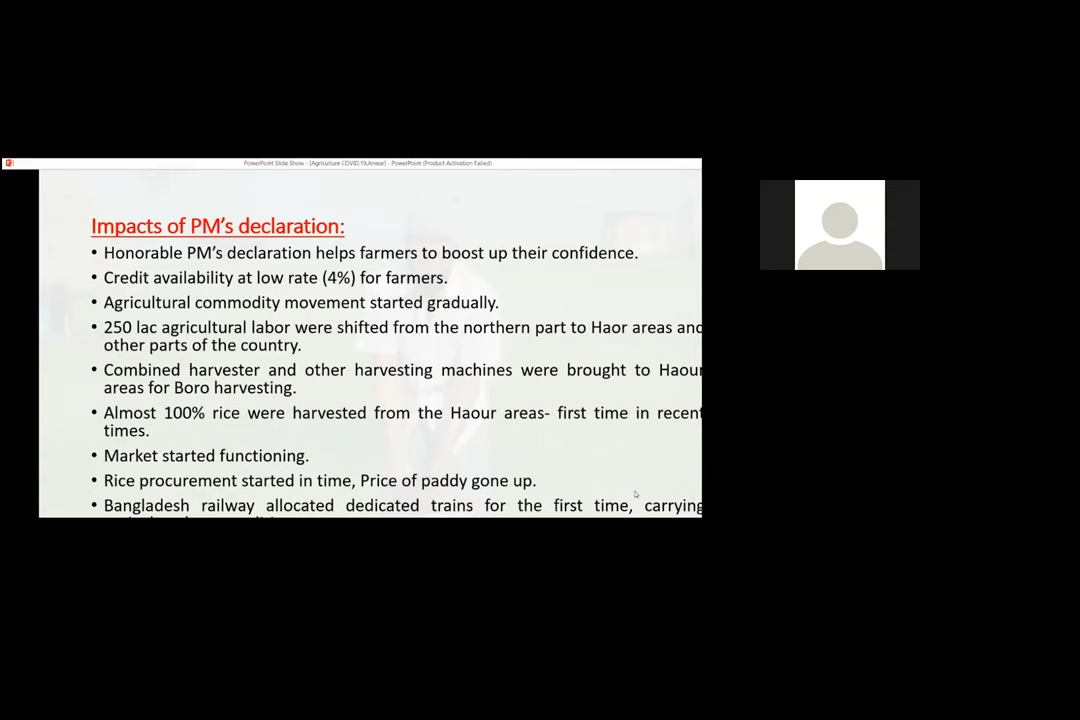 PowerPoint Slide Show - [Agriculture COVID.19.Anwar] - PowerPoint (Product Activation Failed)
Impacts of PM's declaration:
• Honorable PM's declaration helps farmers to boost up their confidence.
• Credit availability at low rate (4%) for farmers.
• Agricultural commodity movement started gradually.
• 250 lac agricultural labor were shifted from the northern part to Haor areas and
other parts of the country.
• Combined harvester and other harvesting machines were brought to Haour
areas for Boro harvesting.
• Almost 100% rice were harvested from the Haour areas- first time in recent
times.
• Market started functioning.
• Rice procurement started in time, Price of paddy gone up.
• Bangladesh railway allocated dedicated trains for the first time, carrying